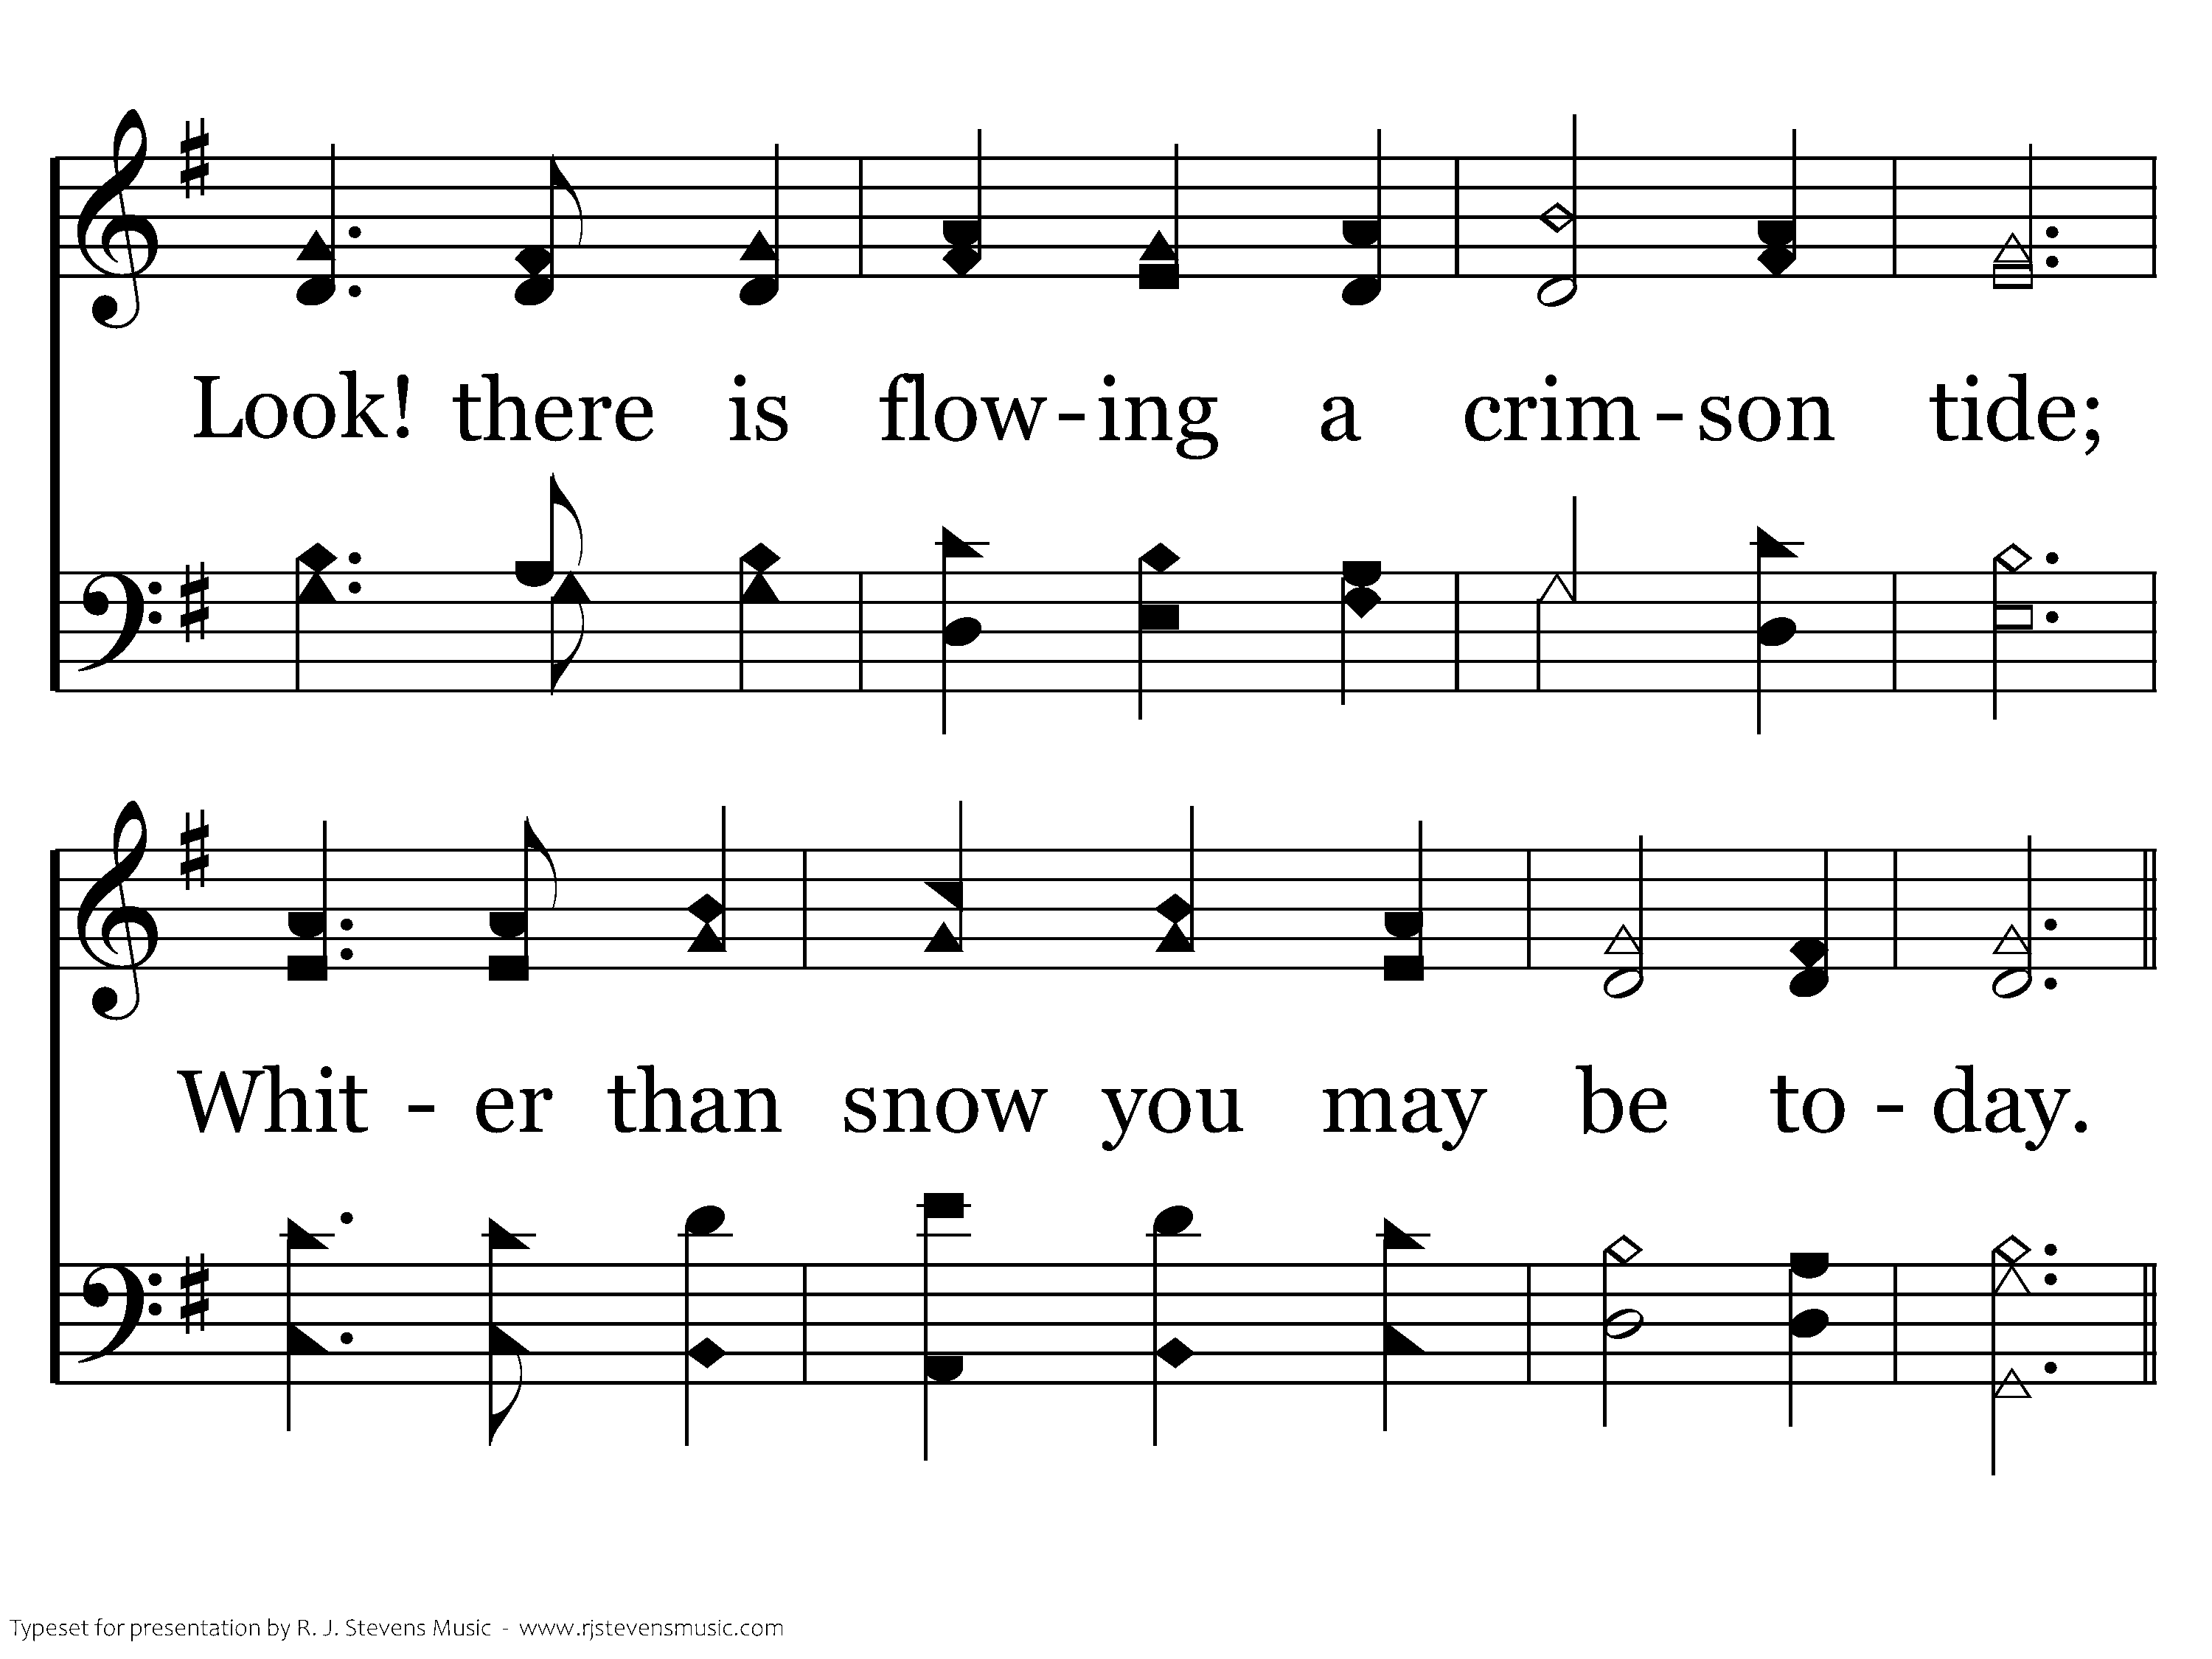 Look! there is flow-ing a crim-son tide;
Whit - er than snow you may be to - day.
Typeset for presentation by R. J. Stevens Music - www.rjstevensmusic.com